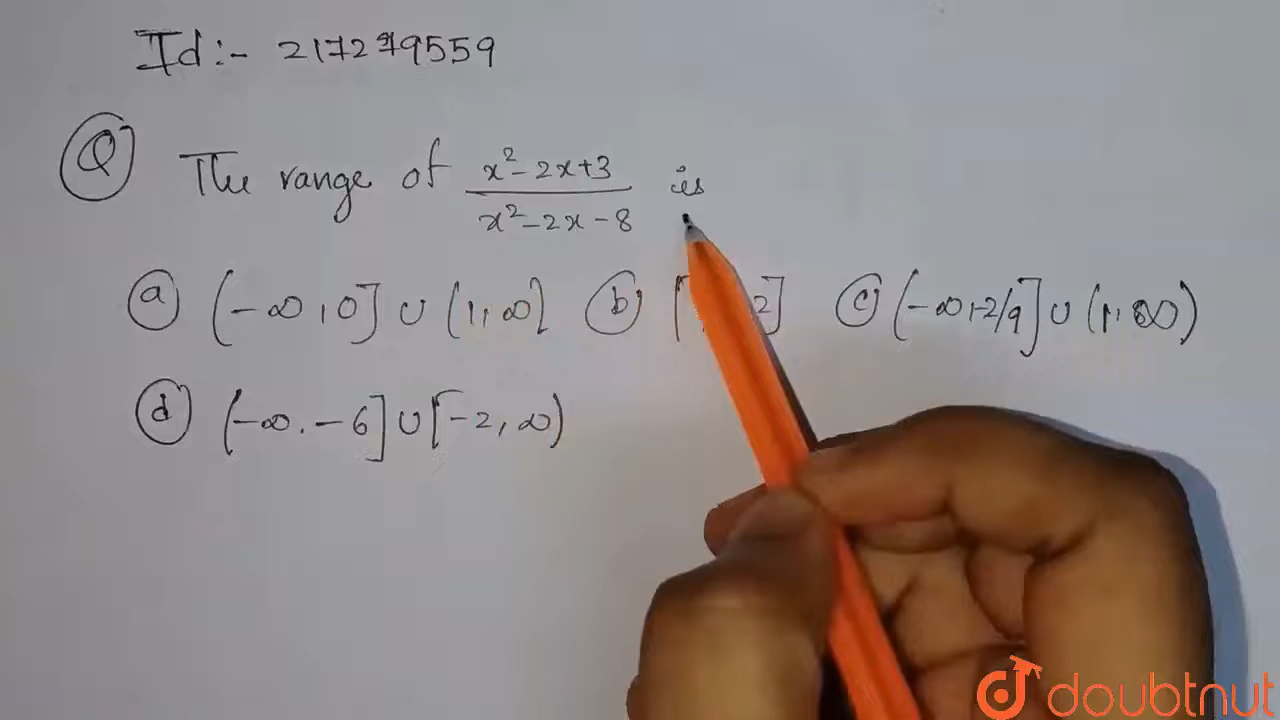 Id:- 217279559
Q The range of x²-2x+3 / x²-2x-8 is
a (-∞,0] ∪ (1,∞[ b [ 2] c (-∞,-2/9] ∪ (1,∞)
d (-∞.-6] ∪ [-2,∞)
doubtnut